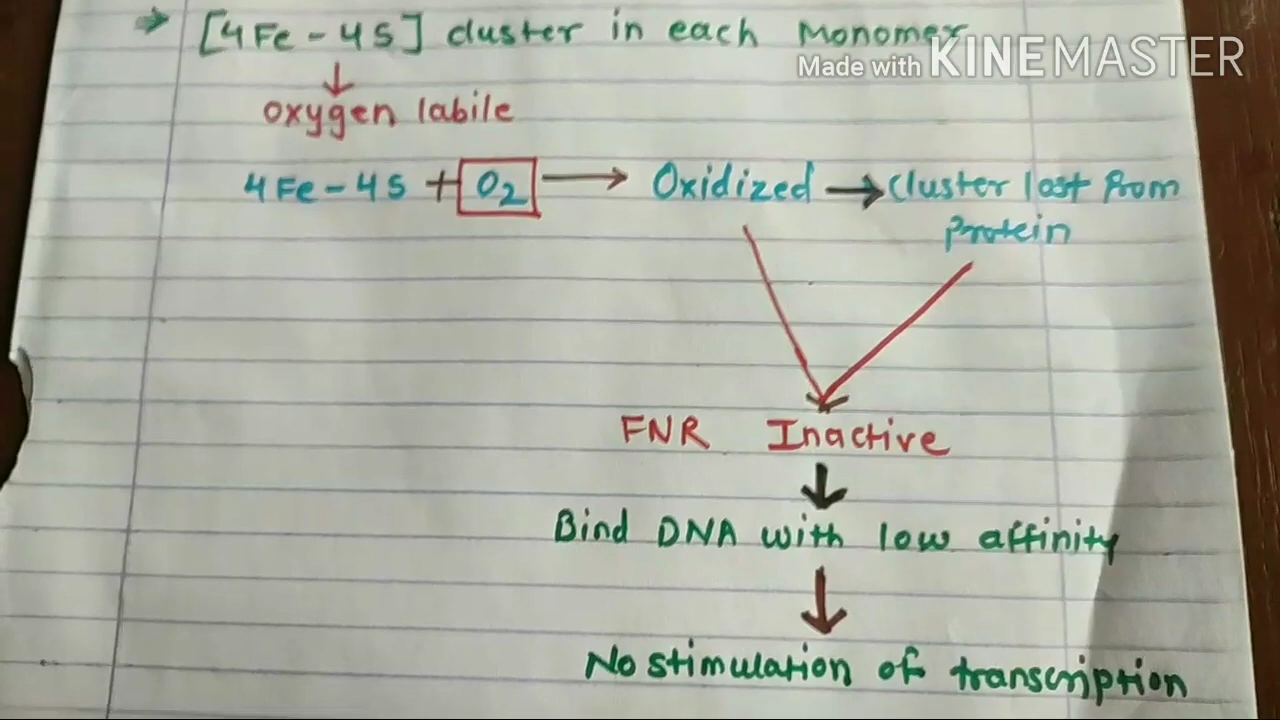 → [4Fe-4S] cluster in each Monomer
Made with KINEMASTER
↓
oxygen labile
4Fe-4S + O2 → Oxidized → cluster lost from
protein
FNR Inactive
↓
Bind DNA with low affinity
↓
No stimulation of transcription